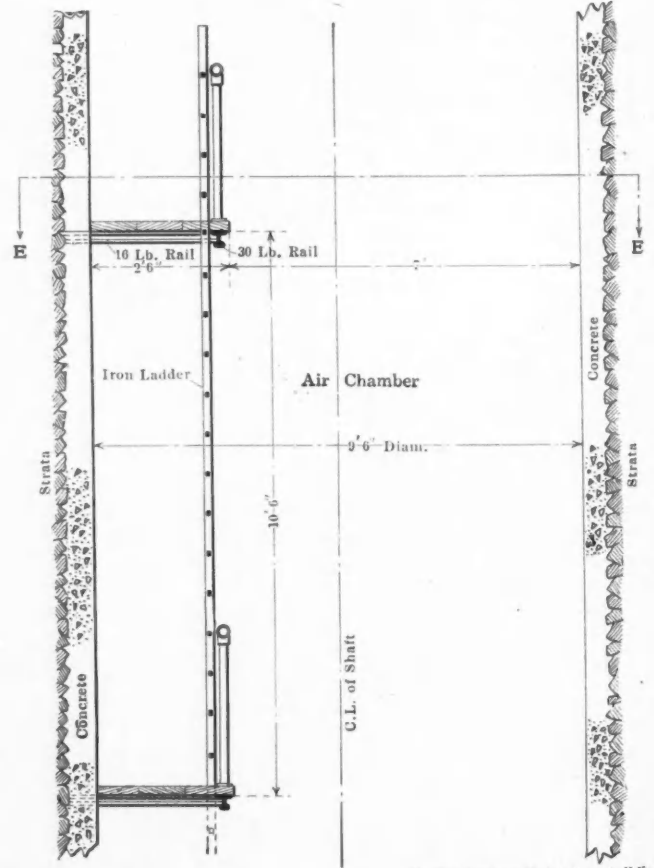 E
E
16 Lb. Rail
30 Lb. Rail
2'6"
7'
Iron Ladder
Air Chamber
Concrete
9'6" Diam.
Strata
Strata
10'6"
Concrete
C.L. of Shaft